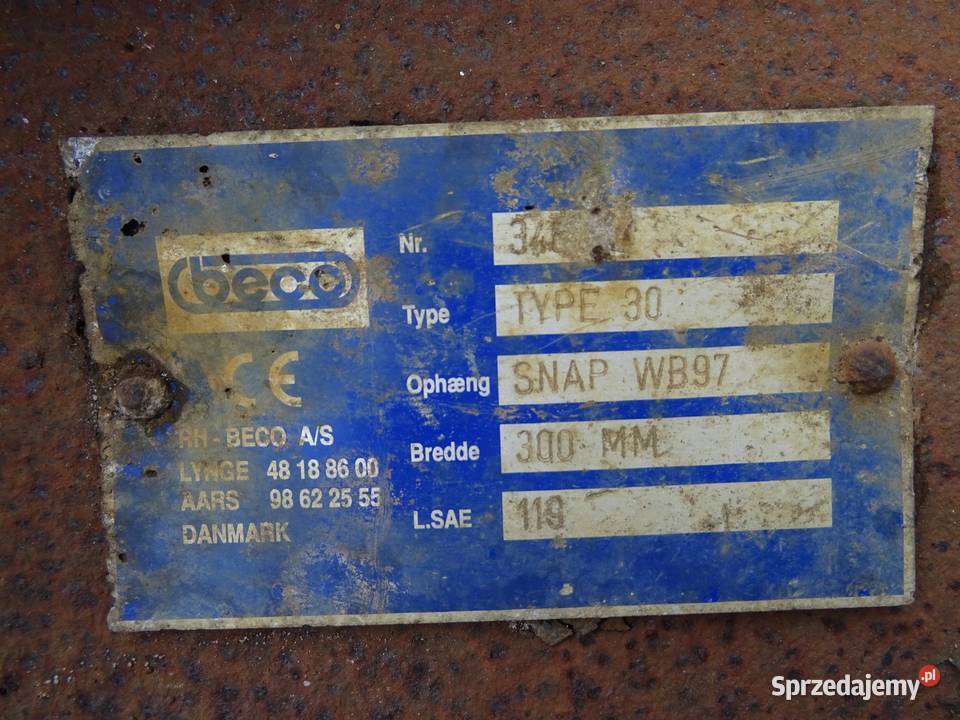 beco
CE
RH-BECO A/S
LYNGE 48 18 86 00
AARS 98 62 25 55
DANMARK
Nr.
Type TYPE 30
Ophæng SNAP WB97
Bredde 300 MM
L.SAE 119
Sprzedajemy.pl